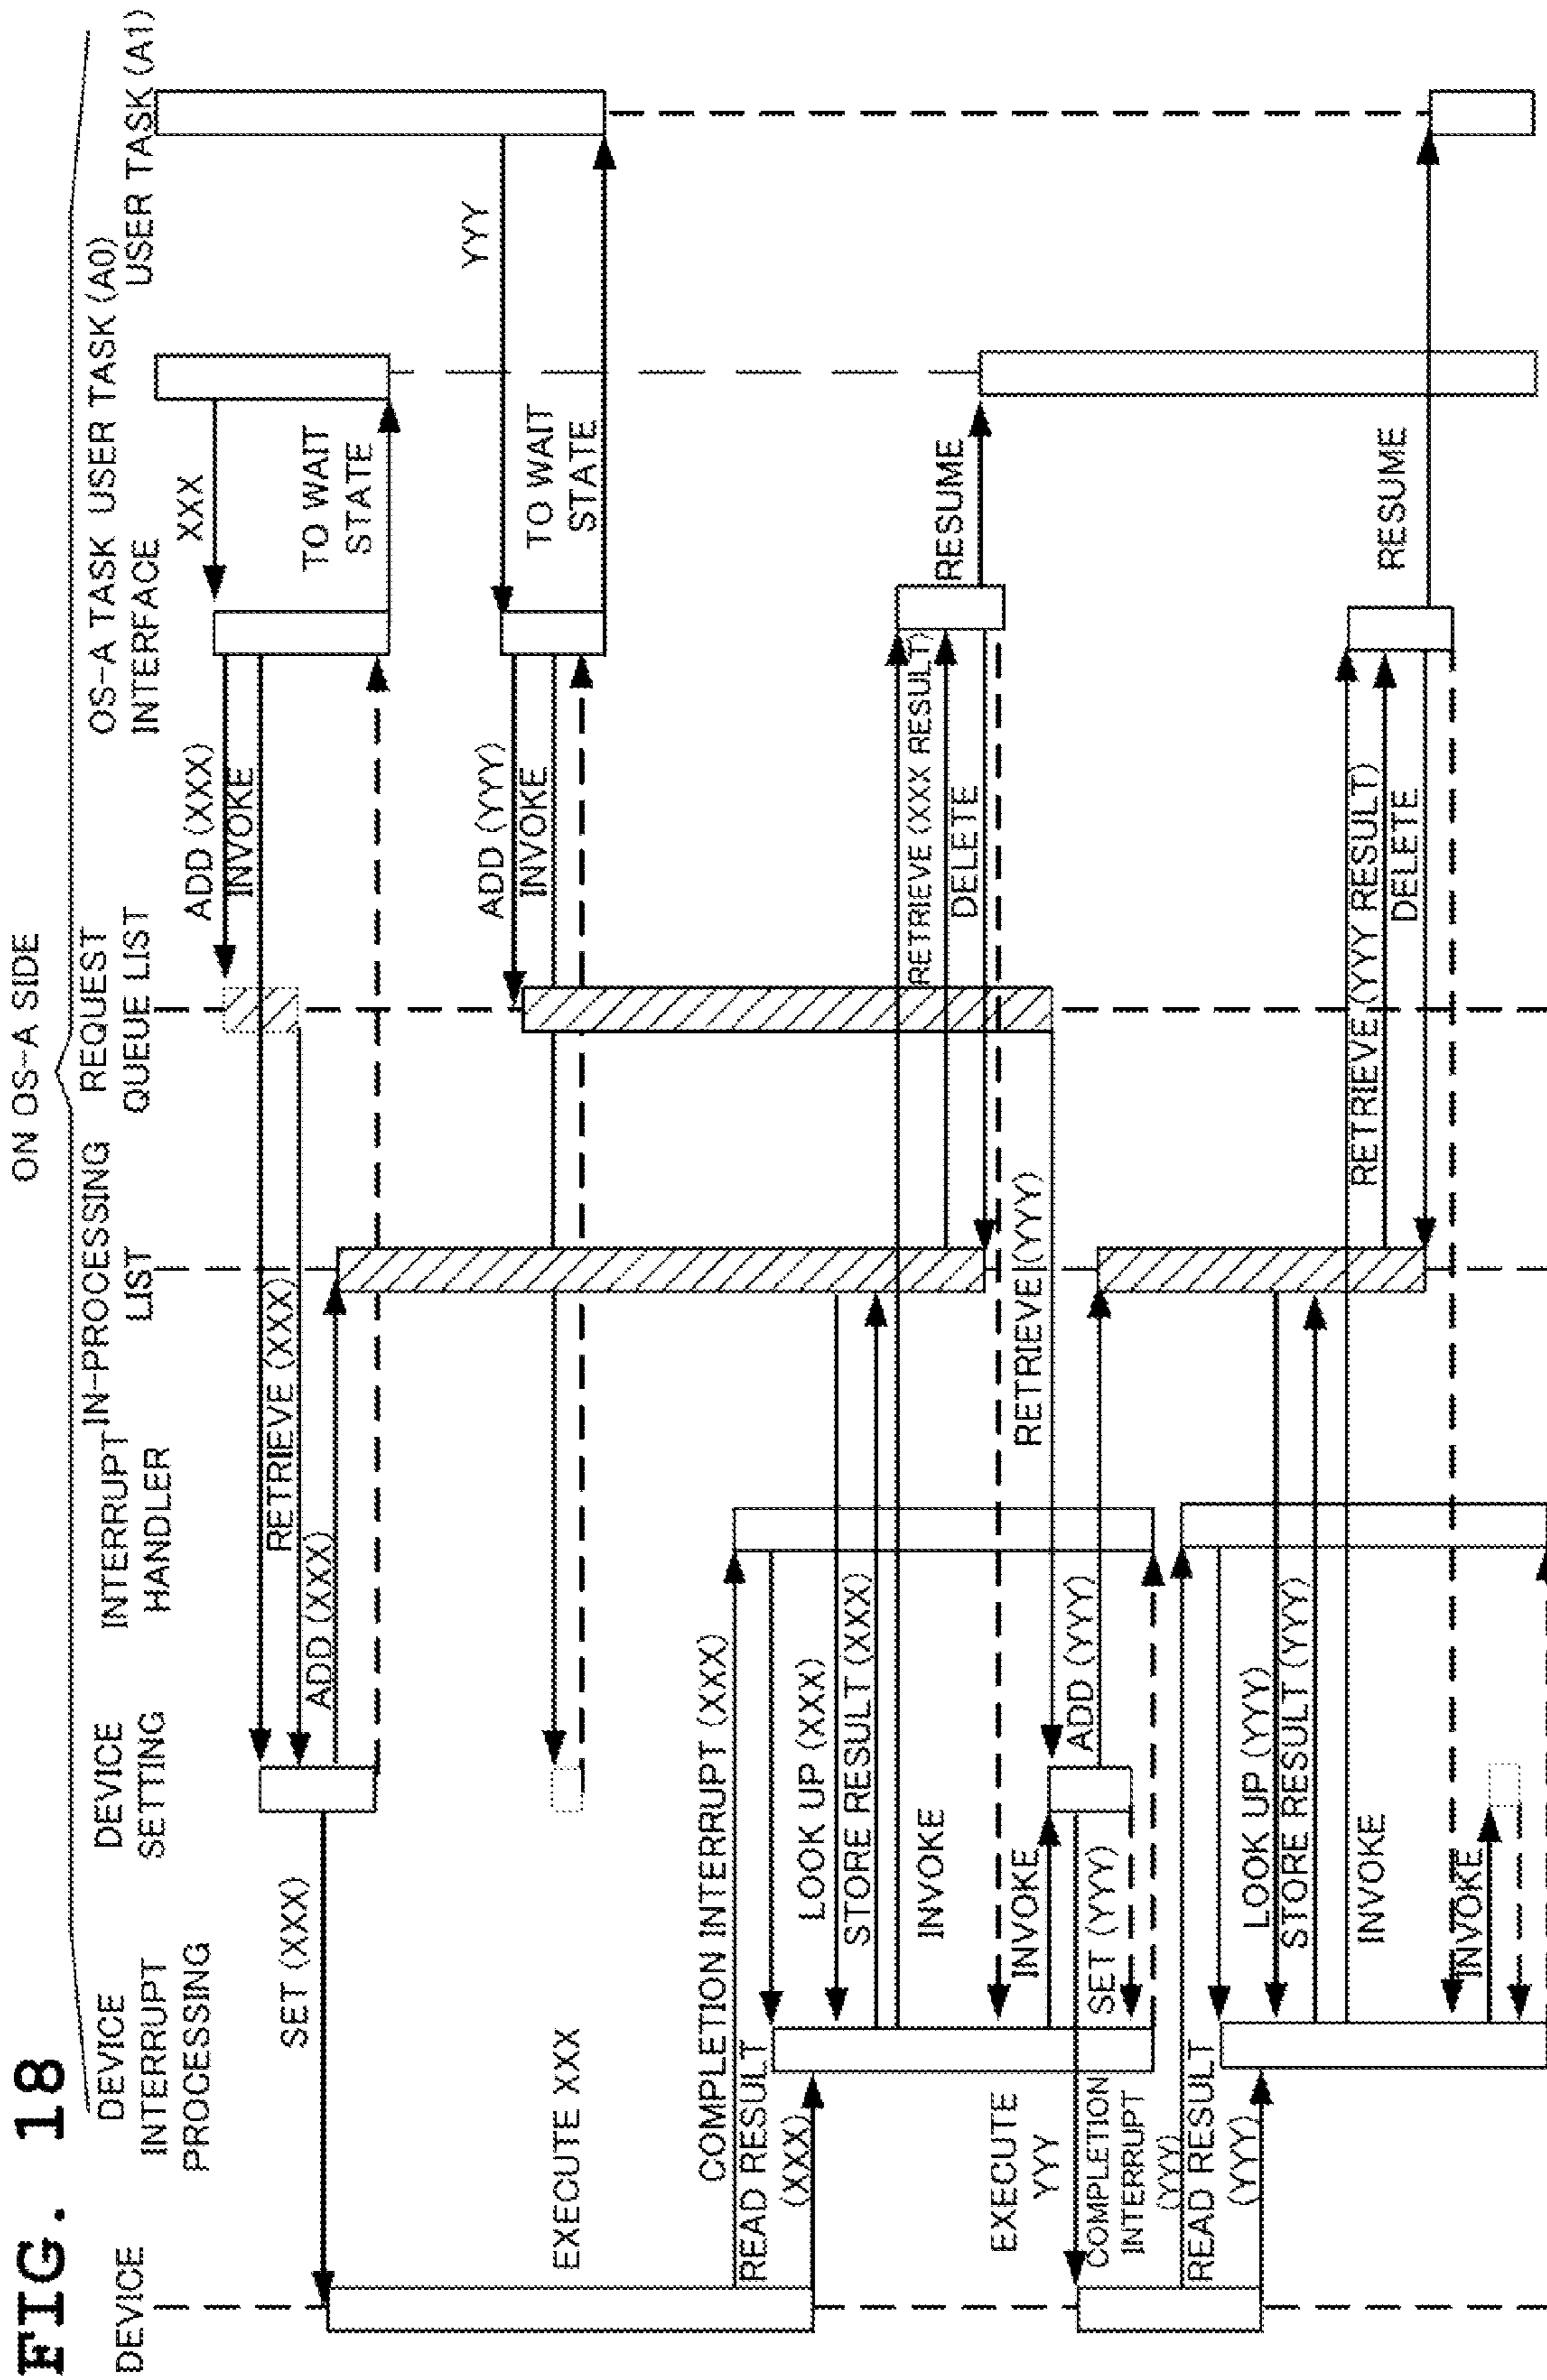 FIG. 18
ON OS-A SIDE
DEVICE
DEVICE
INTERRUPT
PROCESSING
DEVICE
SETTING
INTERRUPT
HANDLER
IN-PROCESSING
LIST
REQUEST
QUEUE LIST
OS-A TASK
INTERFACE
USER TASK (A0)
USER TASK (A1)
XXX
ADD (XXX)
INVOKE
RETRIEVE (XXX)
SET (XXX)
ADD (XXX)
TO WAIT
STATE
YYY
ADD (YYY)
INVOKE
TO WAIT
STATE
EXECUTE XXX
COMPLETION INTERRUPT (XXX)
READ RESULT
(XXX)
LOOK UP (XXX)
STORE RESULT (XXX)
INVOKE
RETRIEVE (XXX RESULT)
DELETE
RESUME
INVOKE
RETRIEVE (YYY)
EXECUTE
YYY
SET (YYY)
ADD (YYY)
COMPLETION
INTERRUPT
(YYY)
READ RESULT
(YYY)
LOOK UP (YYY)
STORE RESULT (YYY)
INVOKE
RETRIEVE (YYY RESULT)
DELETE
RESUME
INVOKE